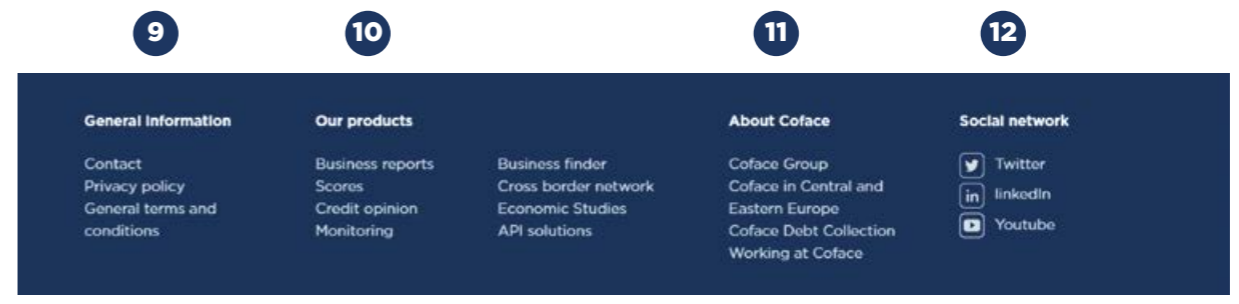 9
10
11
12
General Information
Contact
Privacy policy
General terms and
conditions
Our products
Business reports
Scores
Credit opinion
Monitoring
Business finder
Cross border network
Economic Studies
API solutions
About Coface
Coface Group
Coface in Central and
Eastern Europe
Coface Debt Collection
Working at Coface
Social network
Twitter
in linkedIn
Youtube